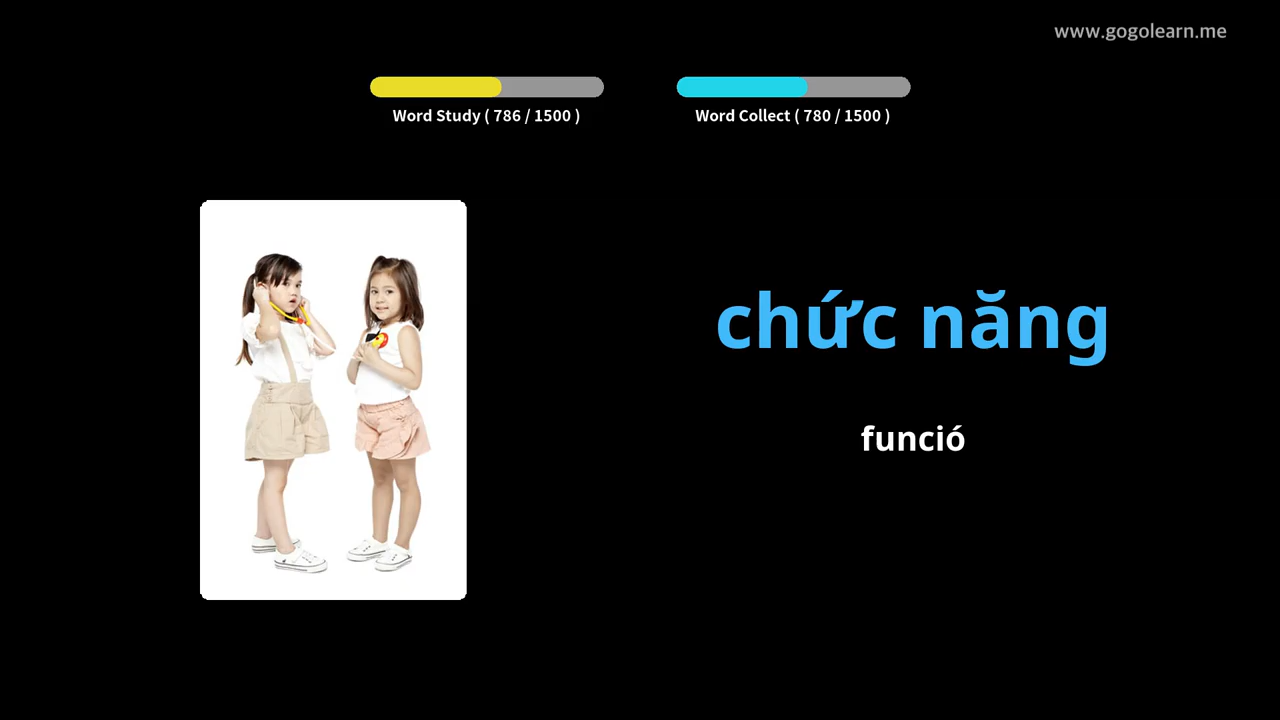 www.gogolearn.me
Word Study ( 786 / 1500 )
Word Collect ( 780 / 1500 )
chức năng
funció